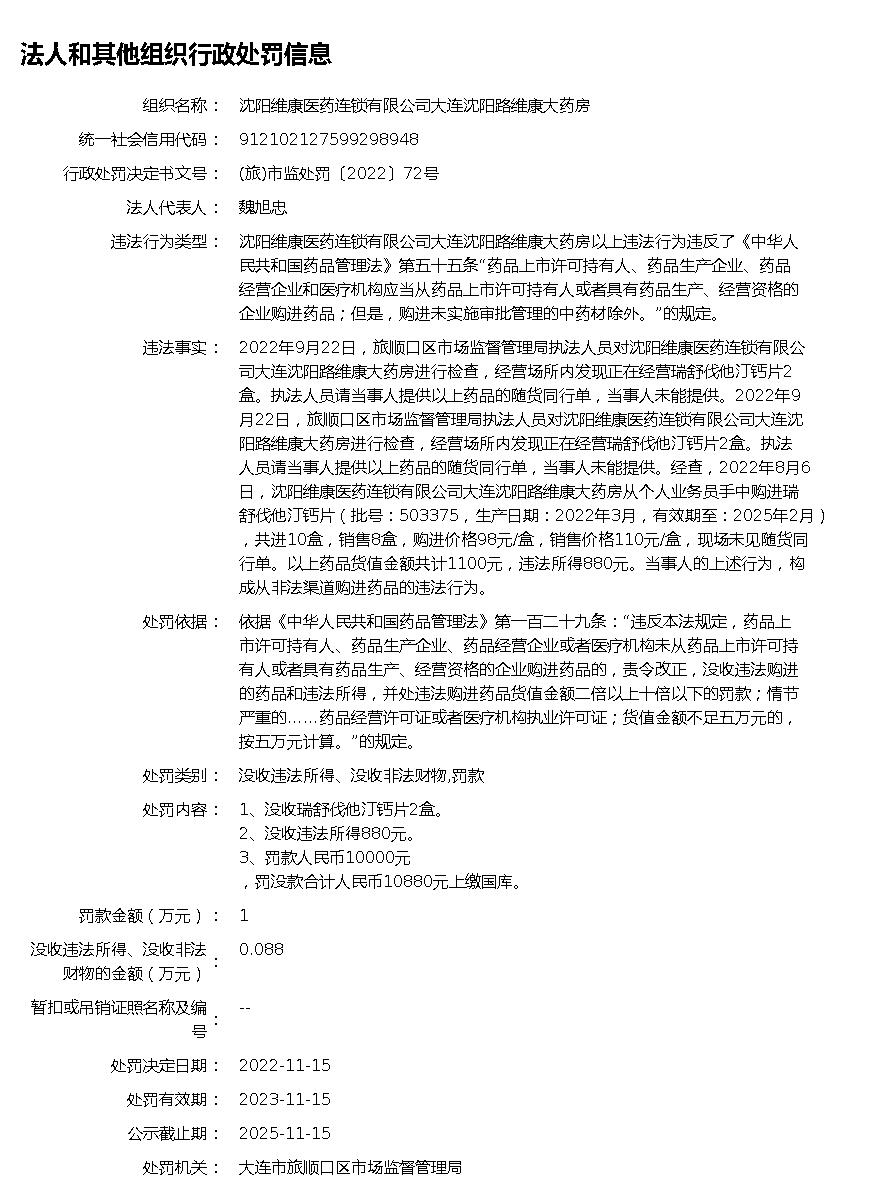 法人和其他组织行政处罚信息
组织名称： 沈阳维康医药连锁有限公司大连沈阳路维康大药房
统一社会信用代码： 912102127599298948
行政处罚决定书文号： (旅)市监处罚〔2022〕72号
法人代表人： 魏旭忠
违法行为类型： 沈阳维康医药连锁有限公司大连沈阳路维康大药房以上违法行为违反了《中华人
民共和国药品管理法》第五十五条“药品上市许可持有人、药品生产企业、药品
经营企业和医疗机构应当从药品上市许可持有人或者具有药品生产、经营资格的
企业购进药品；但是，购进未实施审批管理的中药材除外。”的规定。
违法事实： 2022年9月22日，旅顺口区市场监督管理局执法人员对沈阳维康医药连锁有限公
司大连沈阳路维康大药房进行检查，经营场所内发现正在经营瑞舒伐他汀钙片2
盒。执法人员请当事人提供以上药品的随货同行单，当事人未能提供。2022年9
月22日，旅顺口区市场监督管理局执法人员对沈阳维康医药连锁有限公司大连沈
阳路维康大药房进行检查，经营场所内发现正在经营瑞舒伐他汀钙片2盒。执法
人员请当事人提供以上药品的随货同行单，当事人未能提供。经查，2022年8月6
日，沈阳维康医药连锁有限公司大连沈阳路维康大药房从个人业务员手中购进瑞
舒伐他汀钙片（批号：503375，生产日期：2022年3月，有效期至：2025年2月）
，共进10盒，销售8盒，购进价格98元/盒，销售价格110元/盒，现场未见随货同
行单。以上药品货值金额共计1100元，违法所得880元。当事人的上述行为，构
成从非法渠道购进药品的违法行为。
处罚依据： 依据《中华人民共和国药品管理法》第一百二十九条：“违反本法规定，药品上
市许可持有人、药品生产企业、药品经营企业或者医疗机构未从药品上市许可持
有人或者具有药品生产、经营资格的企业购进药品的，责令改正，没收违法购进
的药品和违法所得，并处违法购进药品货值金额二倍以上十倍以下的罚款；情节
严重的……药品经营许可证或者医疗机构执业许可证；货值金额不足五万元的，
按五万元计算。”的规定。
处罚类别： 没收违法所得、没收非法财物,罚款
处罚内容： 1、没收瑞舒伐他汀钙片2盒。
2、没收违法所得880元。
3、罚款人民币10000元
，罚没款合计人民币10880元上缴国库。
罚款金额（万元）： 1
没收违法所得、没收非法
财物的金额（万元）： 0.088
暂扣或吊销证照名称及编
号： --
处罚决定日期： 2022-11-15
处罚有效期： 2023-11-15
公示截止期： 2025-11-15
处罚机关： 大连市旅顺口区市场监督管理局